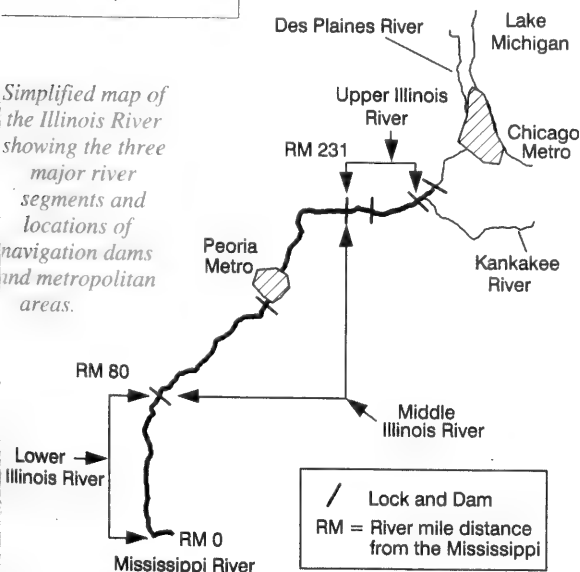 Simplified map of
the Illinois River
showing the three
major river
segments and
locations of
navigation dams
and metropolitan
areas.
Des Plaines River
Lake
Michigan
Upper Illinois
River
Chicago
Metro
RM 231
Peoria
Metro
Kankakee
River
RM 80
Middle
Illinois River
Lower
Illinois River
RM 0
Mississippi River
Lock and Dam
RM = River mile distance
from the Mississippi